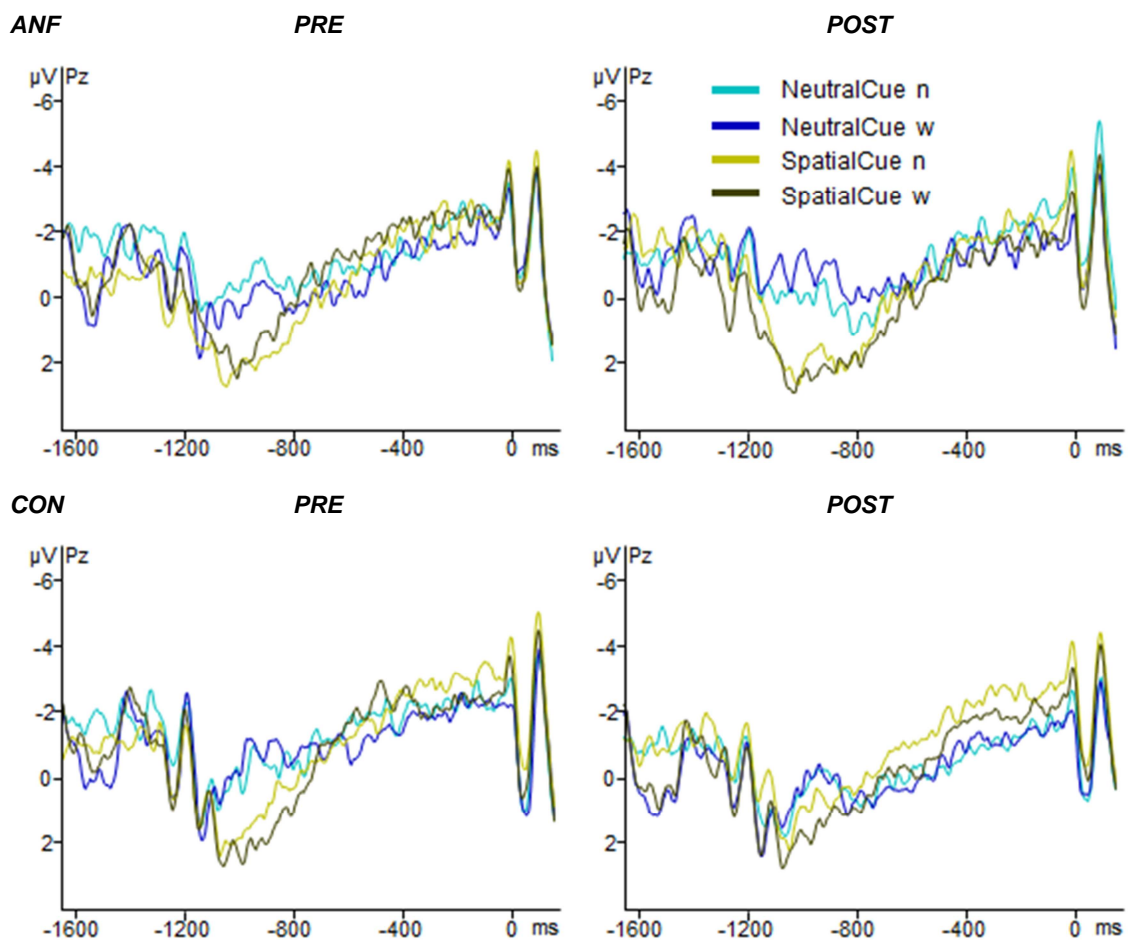 ANF PRE POST
µV Pz µV Pz
-6 -6 NeutralCue n
NeutralCue w
-4 -4 SpatialCue n
SpatialCue w
-2 -2
0 0
2 2
-1600 -1200 -800 -400 0 ms -1600 -1200 -800 -400 0 ms
CON PRE POST
µV Pz µV Pz
-6 -6
-4 -4
-2 -2
0 0
2 2
-1600 -1200 -800 -400 0 ms -1600 -1200 -800 -400 0 ms